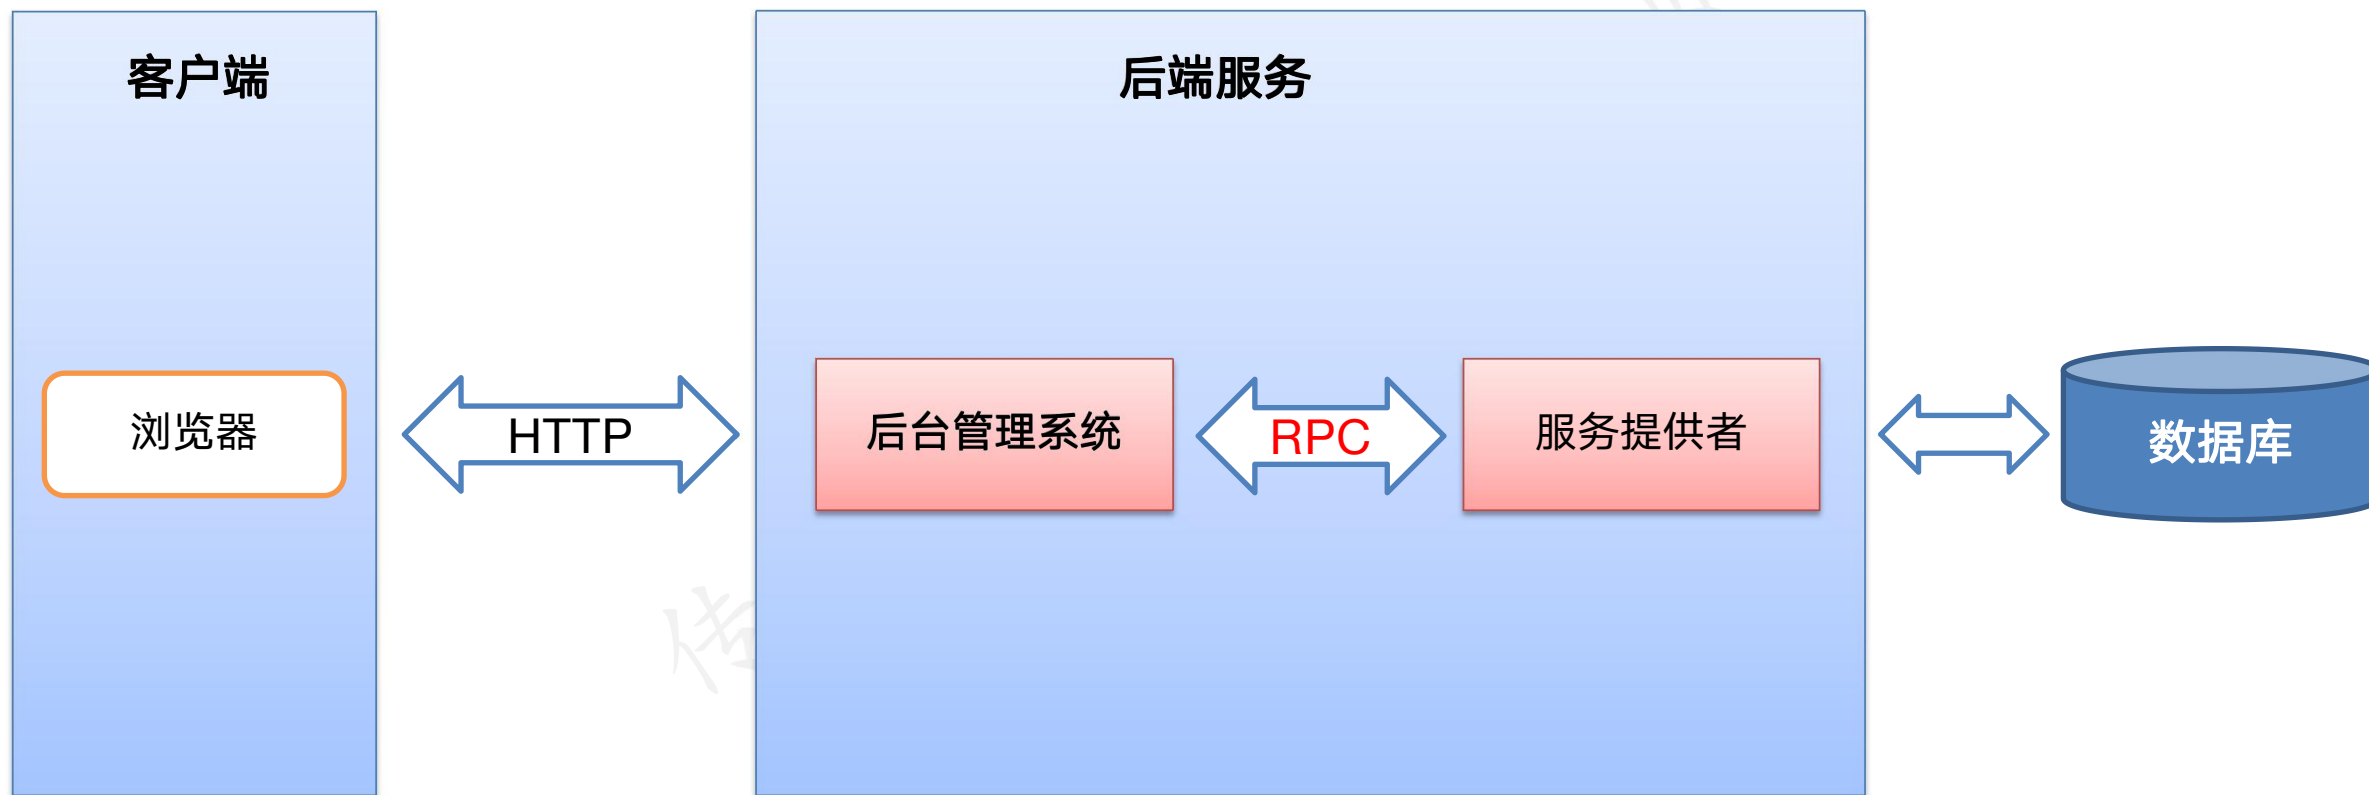 客户端
后端服务
浏览器
HTTP
后台管理系统
RPC
服务提供者
数据库
传